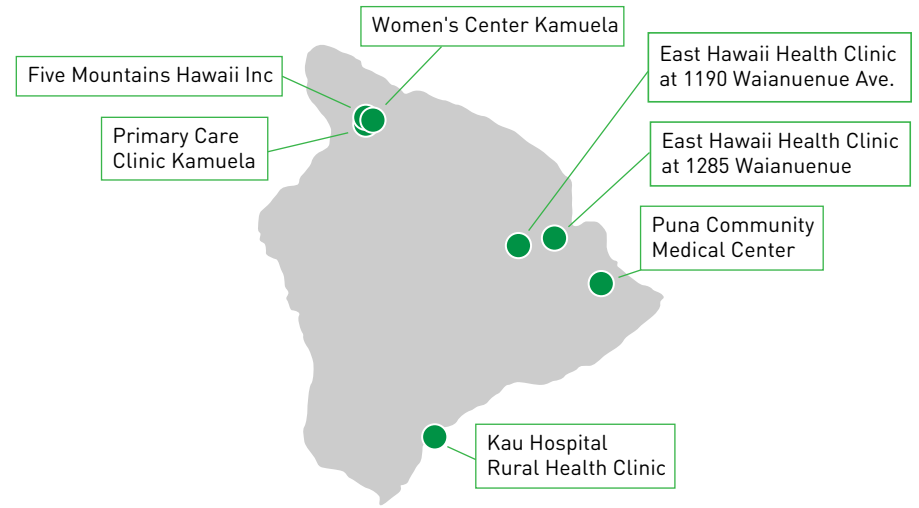 Women's Center Kamuela
Five Mountains Hawaii Inc
Primary Care
Clinic Kamuela
East Hawaii Health Clinic
at 1190 Waianuenue Ave.
East Hawaii Health Clinic
at 1285 Waianuenue
Puna Community
Medical Center
Kau Hospital
Rural Health Clinic